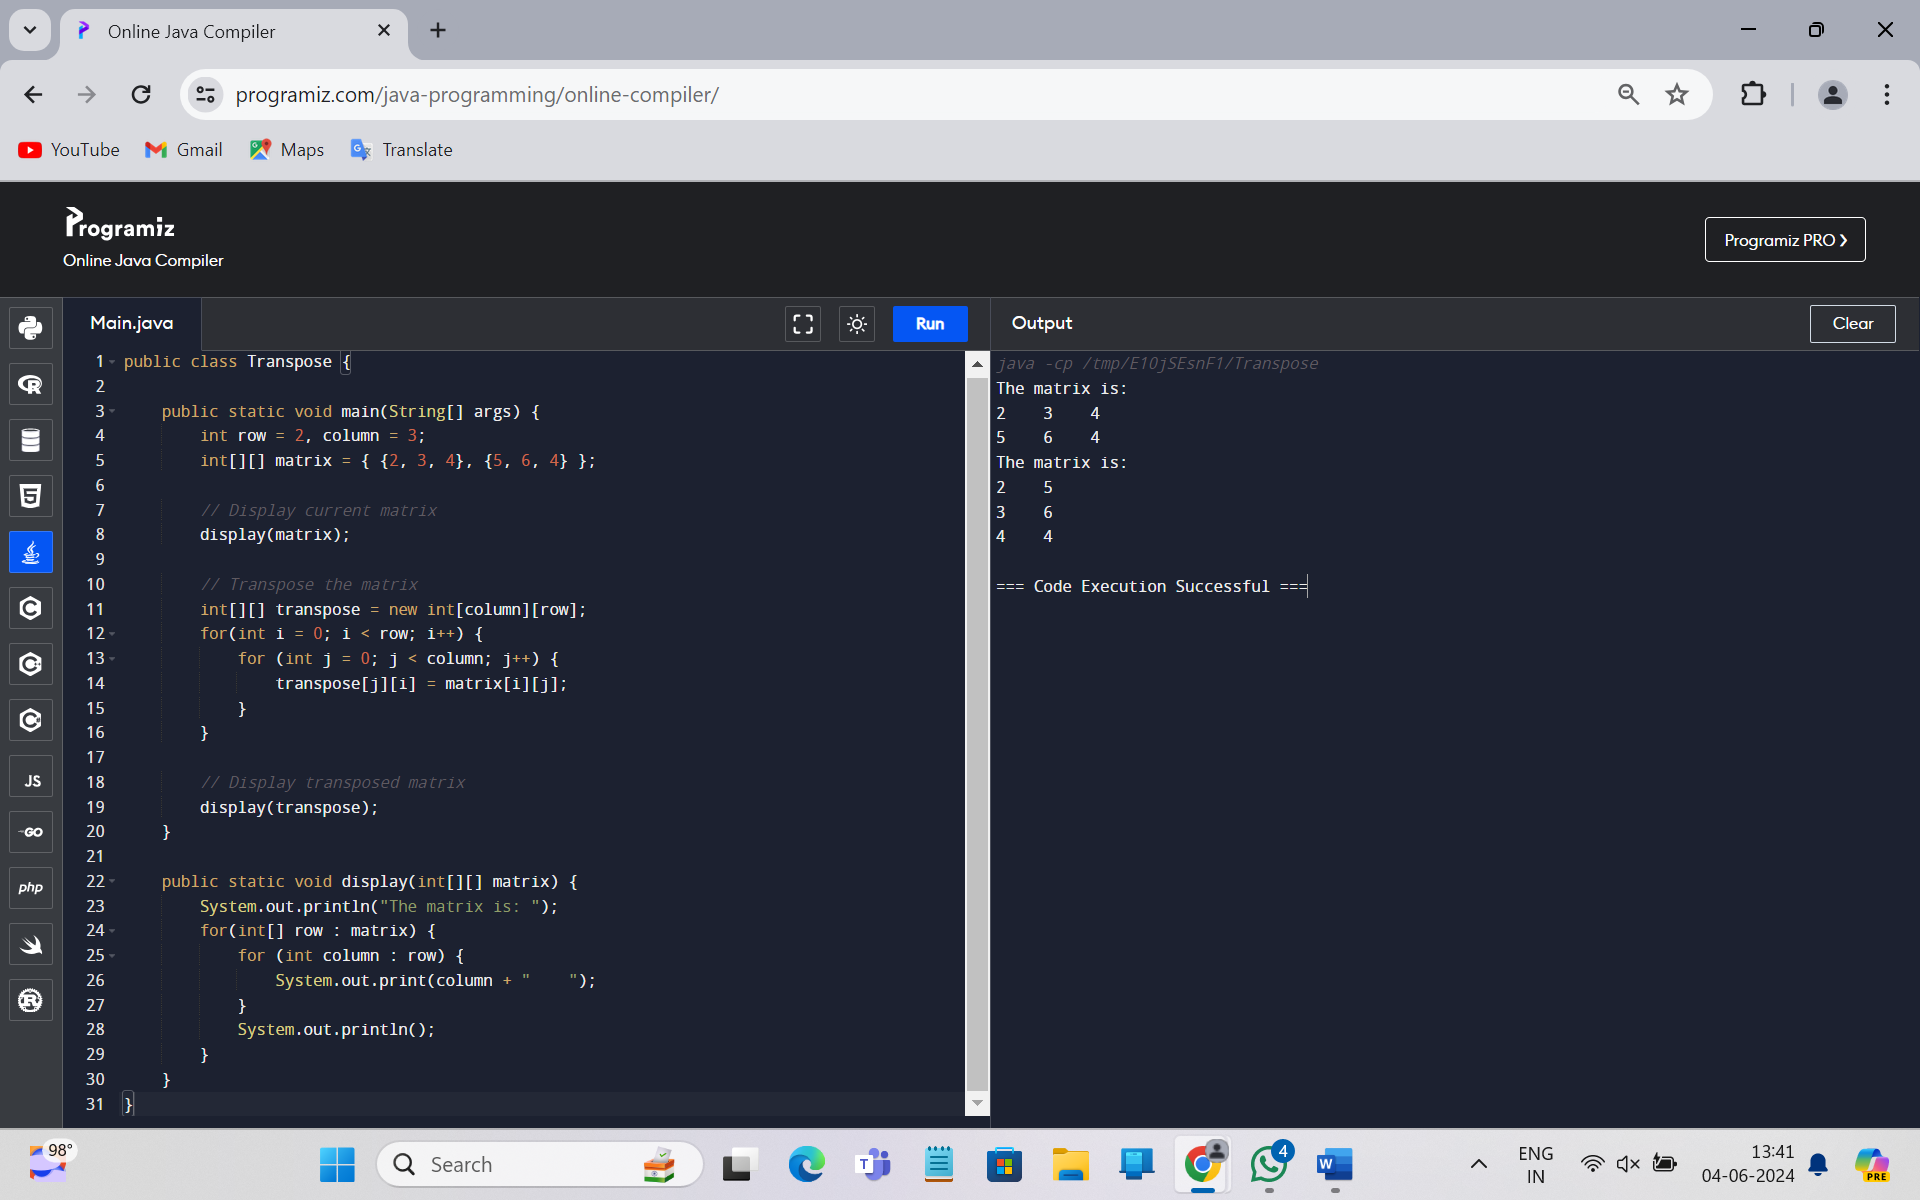 Online Java Compiler
programiz.com/java-programming/online-compiler/
YouTube Gmail Maps Translate
Programiz
Online Java Compiler
Programiz PRO ❯
Main.java
Run
Output
Clear
1 public class Transpose {
2
3     public static void main(String[] args) {
4         int row = 2, column = 3;
5         int[][] matrix = { {2, 3, 4}, {5, 6, 4} };
6
7         // Display current matrix
8         display(matrix);
9
10         // Transpose the matrix
11         int[][] transpose = new int[column][row];
12         for(int i = 0; i < row; i++) {
13             for (int j = 0; j < column; j++) {
14                 transpose[j][i] = matrix[i][j];
15             }
16         }
17
18         // Display transposed matrix
19         display(transpose);
20     }
21
22     public static void display(int[][] matrix) {
23         System.out.println("The matrix is: ");
24         for(int[] row : matrix) {
25             for (int column : row) {
26                 System.out.print(column + "    ");
27             }
28             System.out.println();
29         }
30     }
31 }
java -cp /tmp/E1OjSEsnF1/Transpose
The matrix is:
2    3    4
5    6    4
The matrix is:
2    5
3    6
4    4
=== Code Execution Successful ===
R
5
C
C
C
JS
GO
php
R
98°
Search
T
4
W
ENG
IN
13:41
04-06-2024
PRE